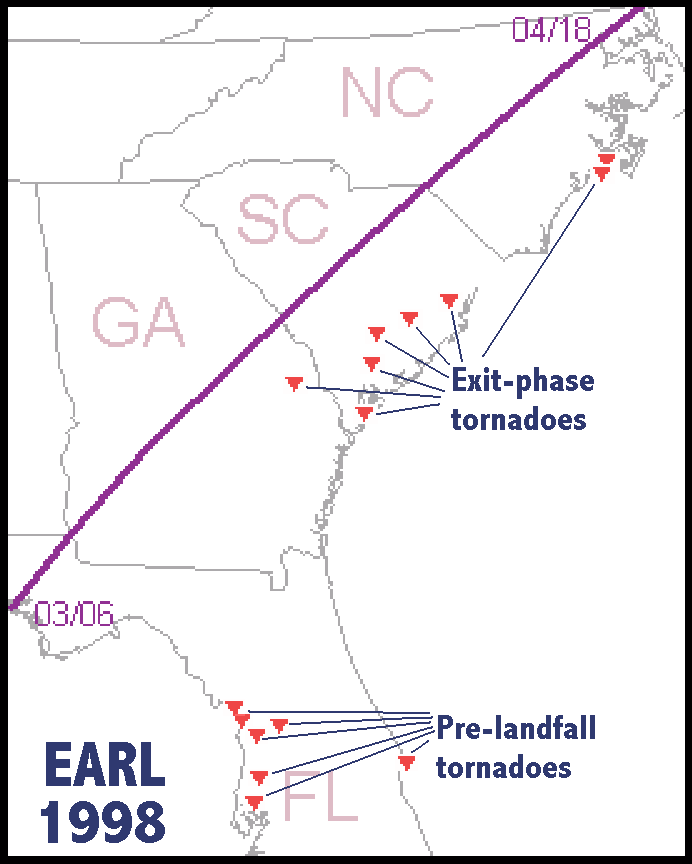 04/18
NC
SC
GA
Exit-phase
tornadoes
03/06
Pre-landfall
tornadoes
EARL
1998
FL